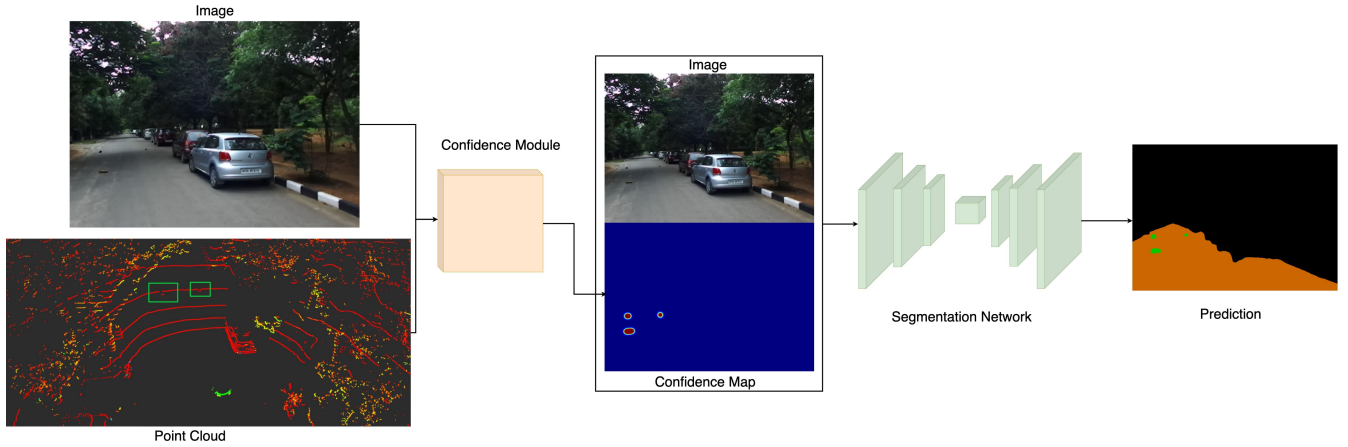 Image
Point Cloud
Confidence Module
Image
Confidence Map
Segmentation Network
Prediction